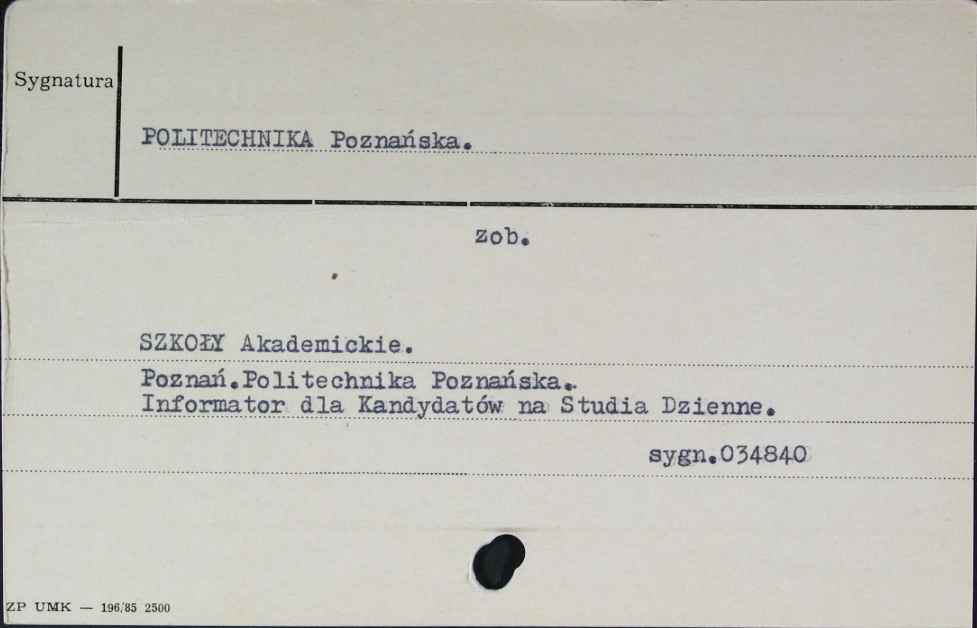 Sygnatura
POLITECHNIKA Poznańska.
zob.
SZKOŁY Akademickie.
Poznań.Politechnika Poznańska.
Informator dla Kandydatów na Studia Dzienne.
sygn.034840
ZP UMK — 196/85 2500